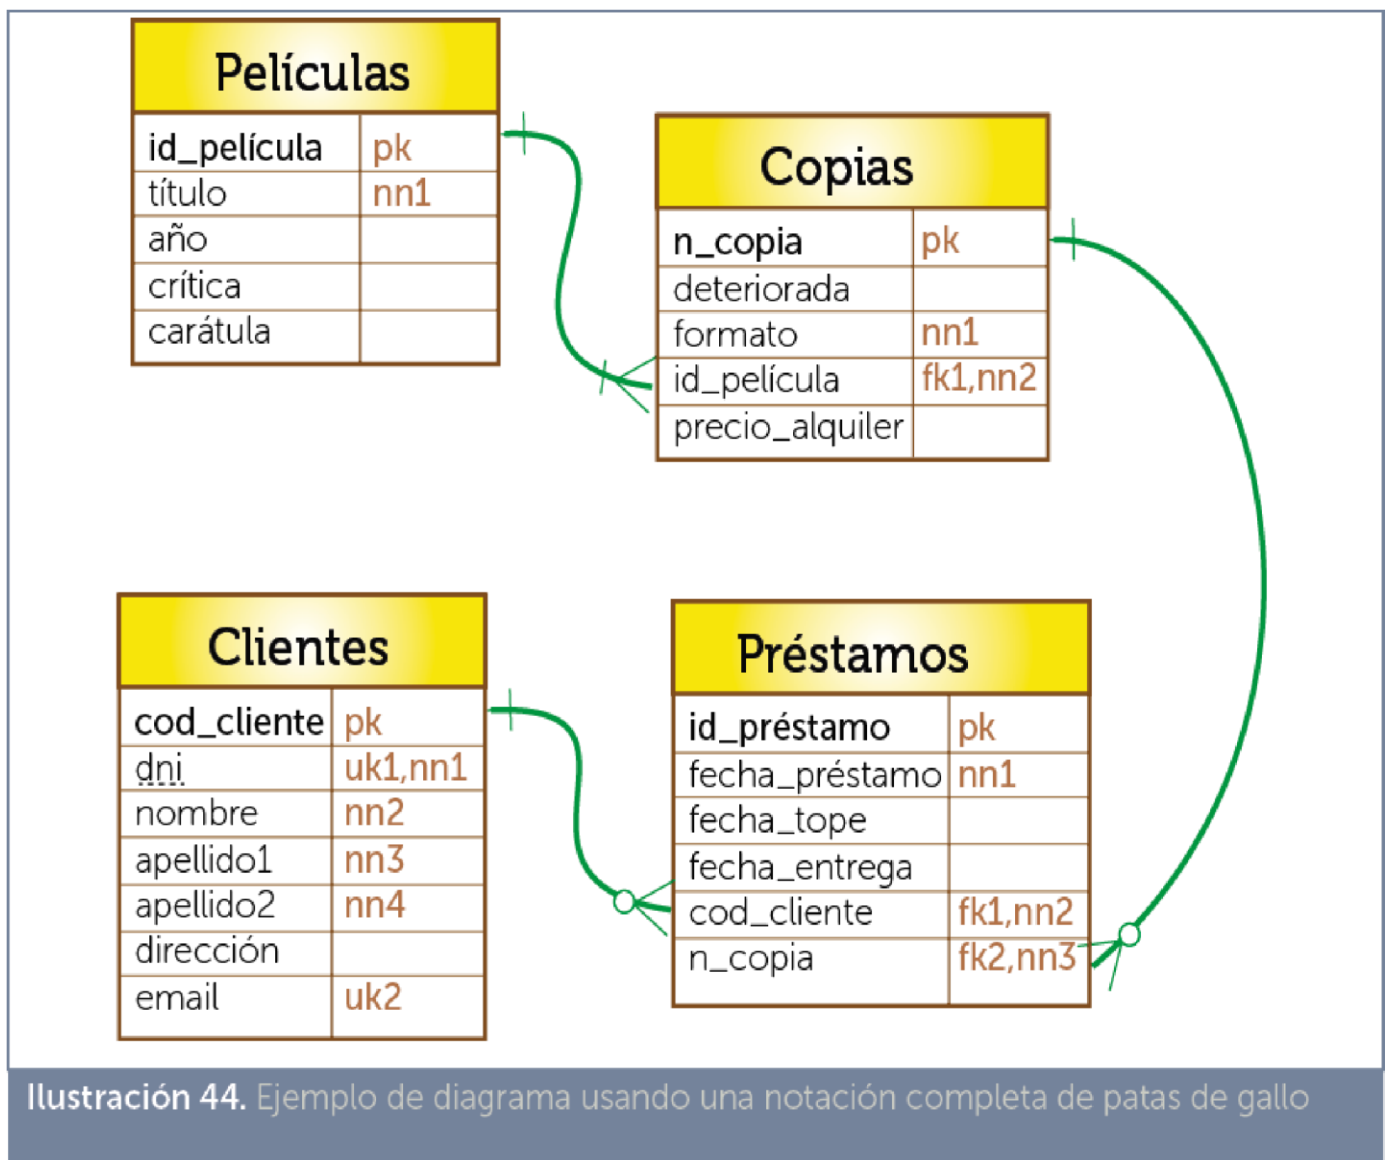 Películas
id_película pk
título nn1
año
crítica
carátula
Copias
n_copia pk
deteriorada
formato nn1
id_película fk1,nn2
precio_alquiler
Clientes
cod_cliente pk
dni uk1,nn1
nombre nn2
apellido1 nn3
apellido2 nn4
dirección
email uk2
Préstamos
id_préstamo pk
fecha_préstamo nn1
fecha_tope
fecha_entrega
cod_cliente fk1,nn2
n_copia fk2,nn3
Ilustración 44. Ejemplo de diagrama usando una notación completa de patas de gallo